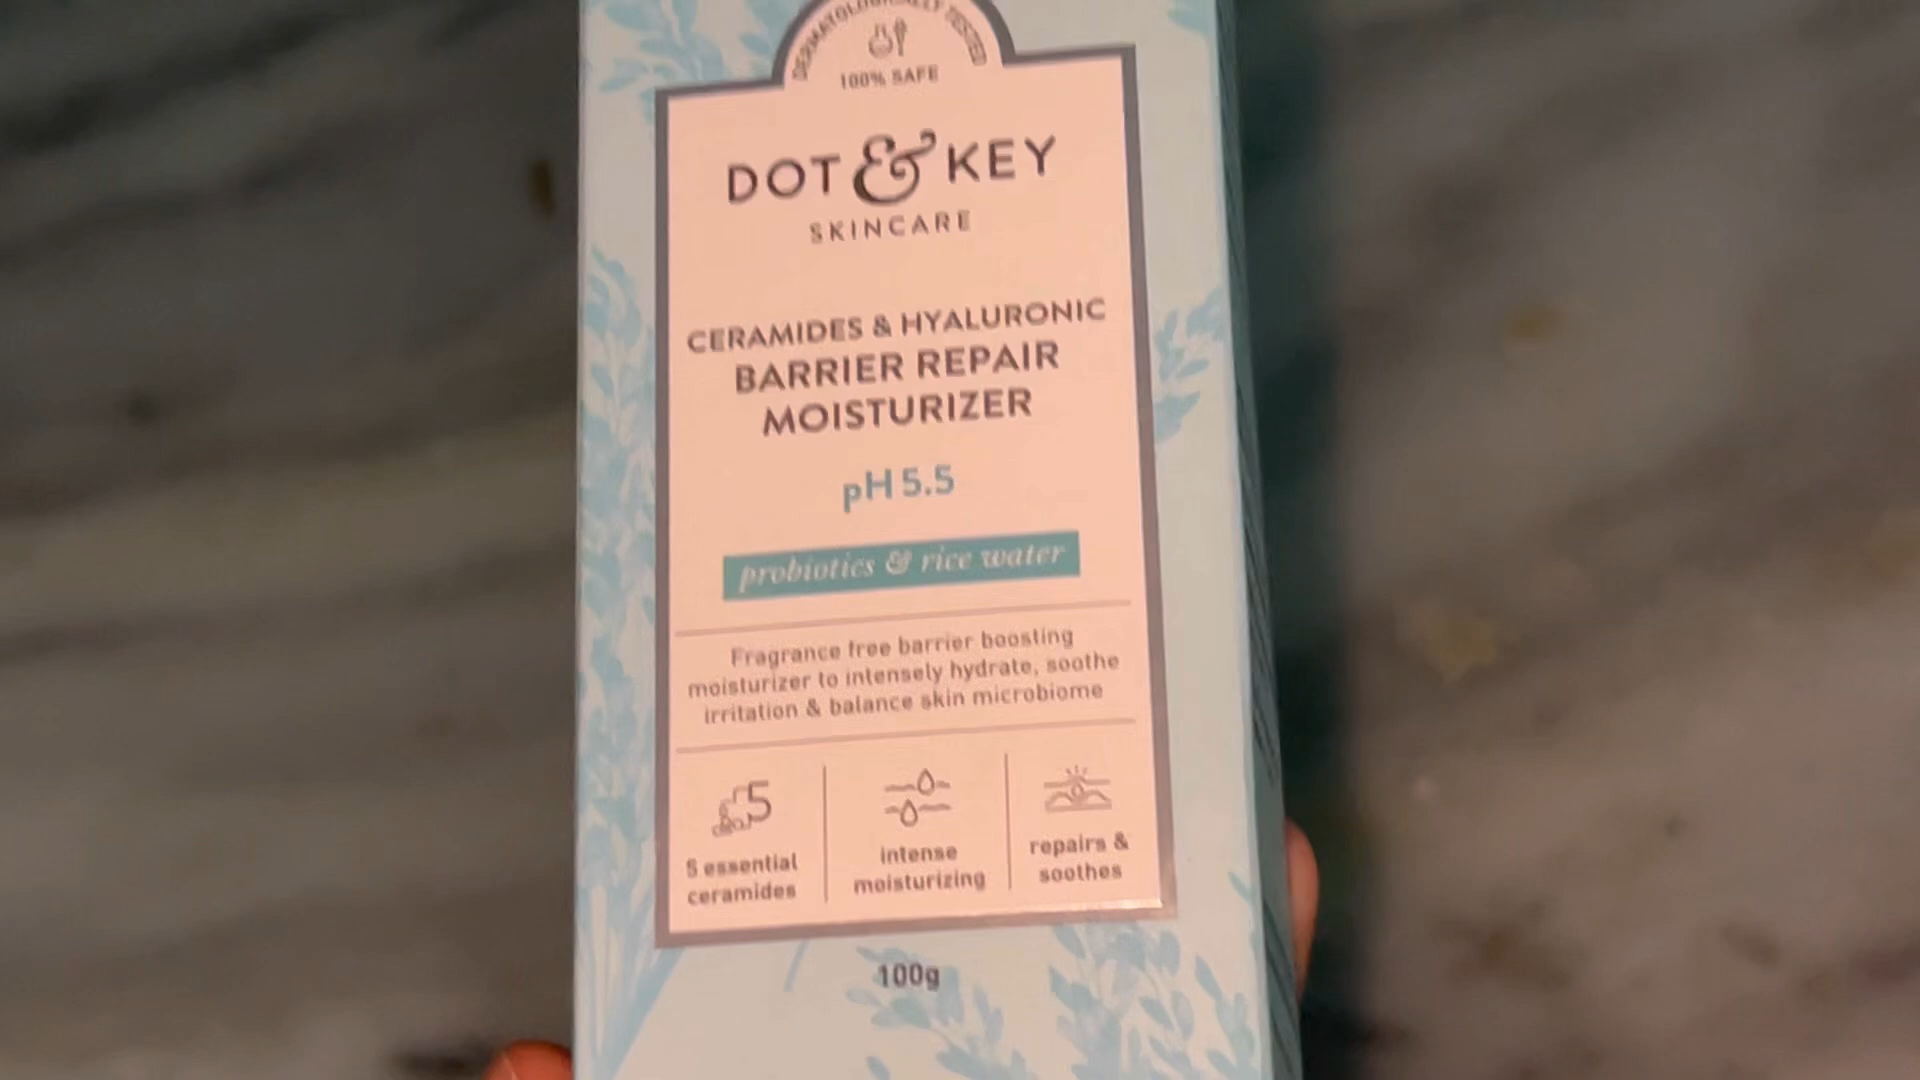 DERMATOLOGICALLY TESTED
100% SAFE
DOT & KEY
SKINCARE
CERAMIDES & HYALURONIC
BARRIER REPAIR
MOISTURIZER
pH 5.5
probiotics & rice water
Fragrance free barrier boosting
moisturizer to intensely hydrate, soothe
irritation & balance skin microbiome
5
5 essential
ceramides
intense
moisturizing
repairs &
soothes
100g